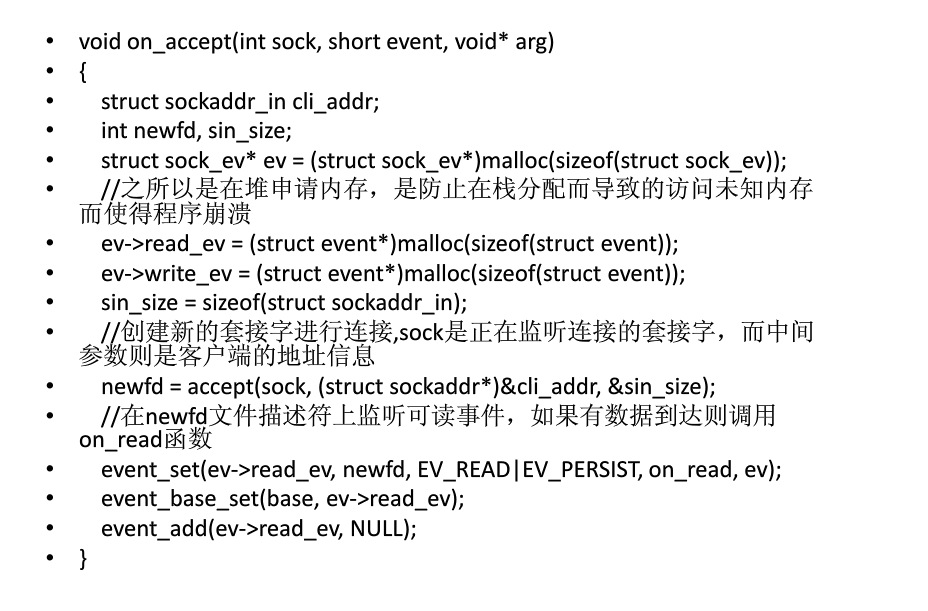 • void on_accept(int sock, short event, void* arg)
• {
•     struct sockaddr_in cli_addr;
•     int newfd, sin_size;
•     struct sock_ev* ev = (struct sock_ev*)malloc(sizeof(struct sock_ev));
•     //之所以是在堆申请内存，是防止在栈分配而导致的访问未知内存
而使得程序崩溃
•     ev->read_ev = (struct event*)malloc(sizeof(struct event));
•     ev->write_ev = (struct event*)malloc(sizeof(struct event));
•     sin_size = sizeof(struct sockaddr_in);
•     //创建新的套接字进行连接,sock是正在监听连接的套接字，而中间
参数则是客户端的地址信息
•     newfd = accept(sock, (struct sockaddr*)&cli_addr, &sin_size);
•     //在newfd文件描述符上监听可读事件，如果有数据到达则调用
on_read函数
•     event_set(ev->read_ev, newfd, EV_READ|EV_PERSIST, on_read, ev);
•     event_base_set(base, ev->read_ev);
•     event_add(ev->read_ev, NULL);
• }